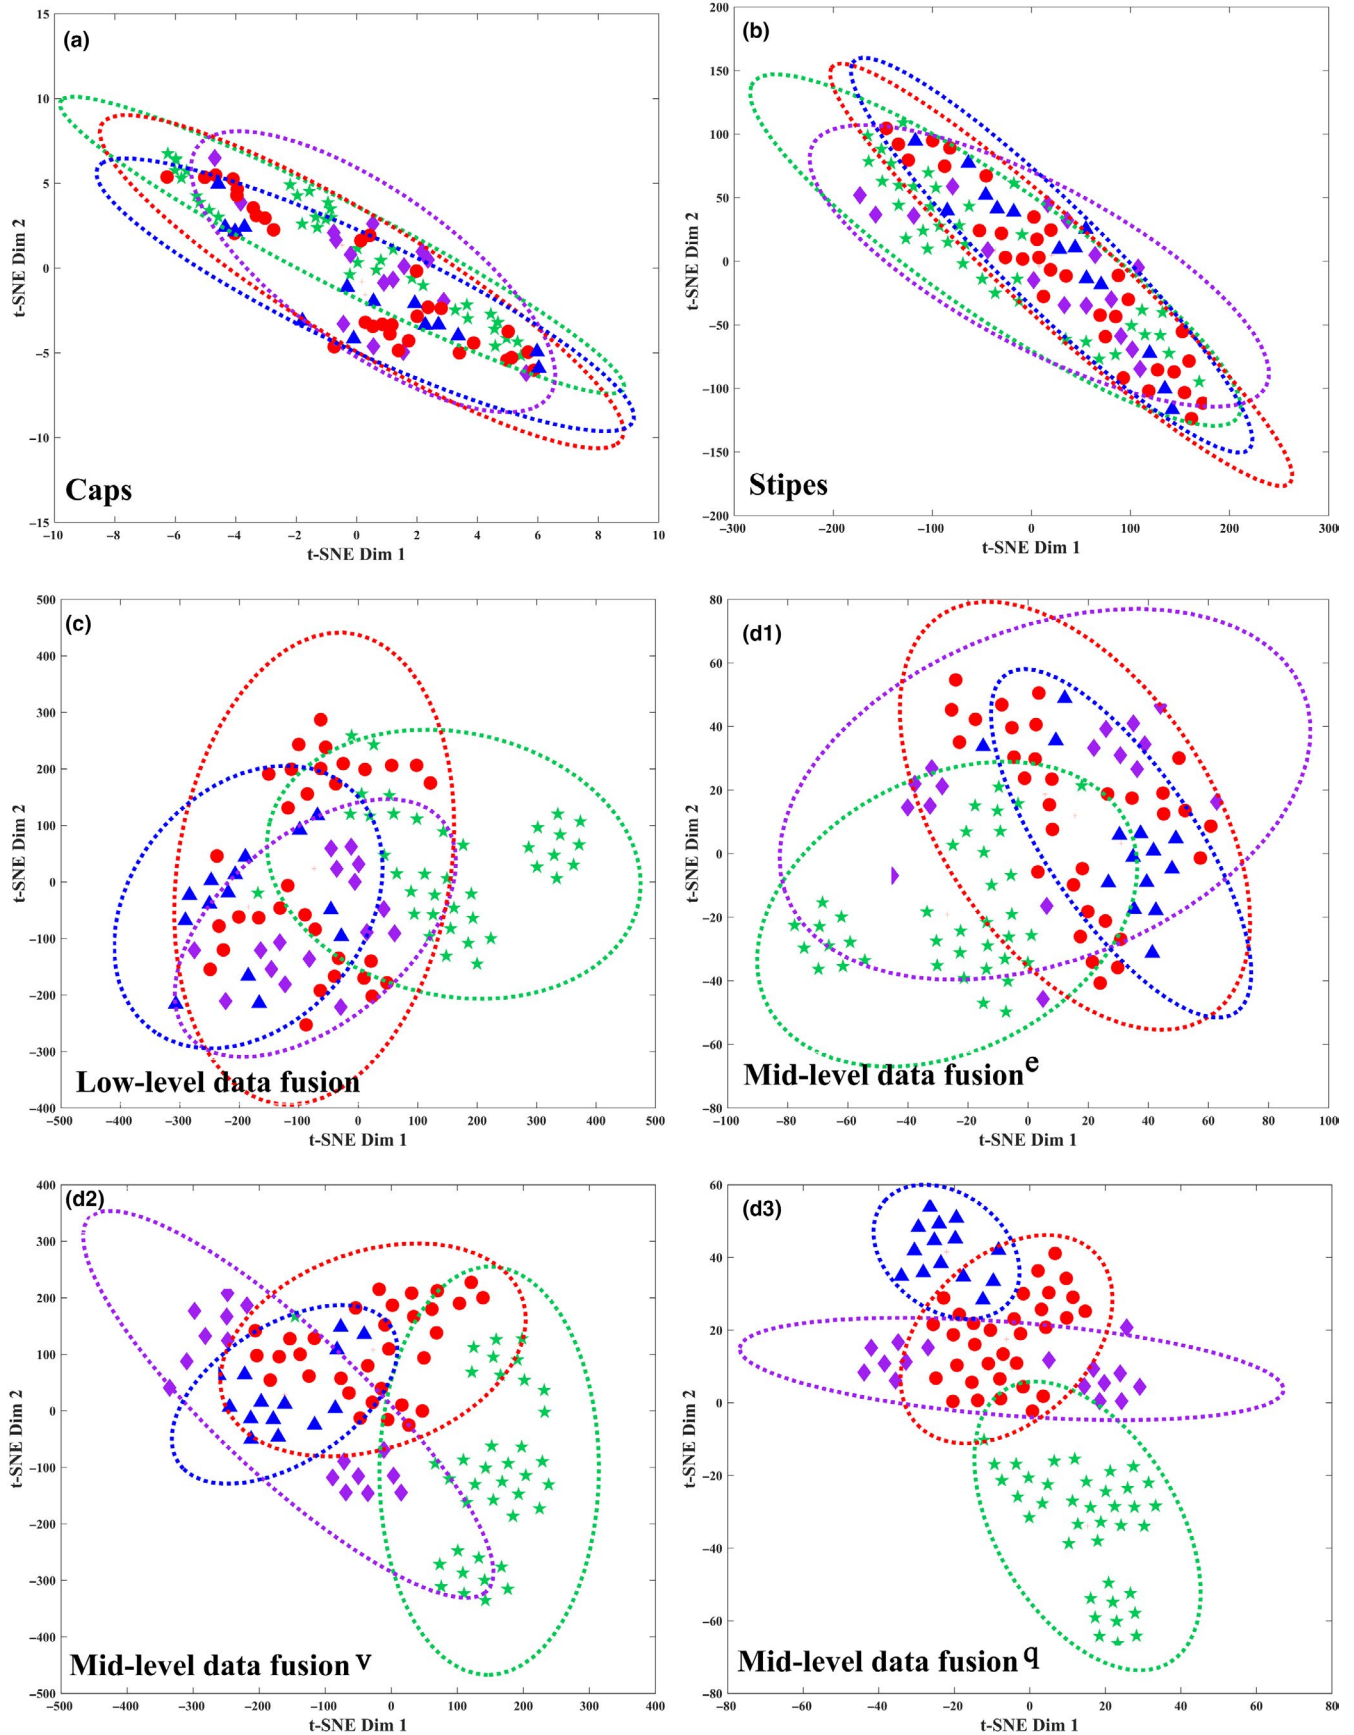 (a)
15
10
5
0
−5
−10
−15
t-SNE Dim 2
Caps
−10 −8 −6 −4 −2 0 2 4 6 8 10
t-SNE Dim 1
(b)
200
150
100
50
0
−50
−100
−150
−200
t-SNE Dim 2
Stipes
−300 −200 −100 0 100 200 300
t-SNE Dim 1
(c)
500
400
300
200
100
0
−100
−200
−300
−400
t-SNE Dim 2
Low-level data fusion
−500 −400 −300 −200 −100 0 100 200 300 400 500
t-SNE Dim 1
(d1)
80
60
40
20
0
−20
−40
−60
−80
t-SNE Dim 2
Mid-level data fusion e
−100 −80 −60 −40 −20 0 20 40 60 80 100
t-SNE Dim 1
(d2)
400
300
200
100
0
−100
−200
−300
−400
−500
t-SNE Dim 2
Mid-level data fusion v
−500 −400 −300 −200 −100 0 100 200 300 400
t-SNE Dim 1
(d3)
60
40
20
0
−20
−40
−60
−80
t-SNE Dim 2
Mid-level data fusion q
−80 −60 −40 −20 0 20 40 60 80
t-SNE Dim 1